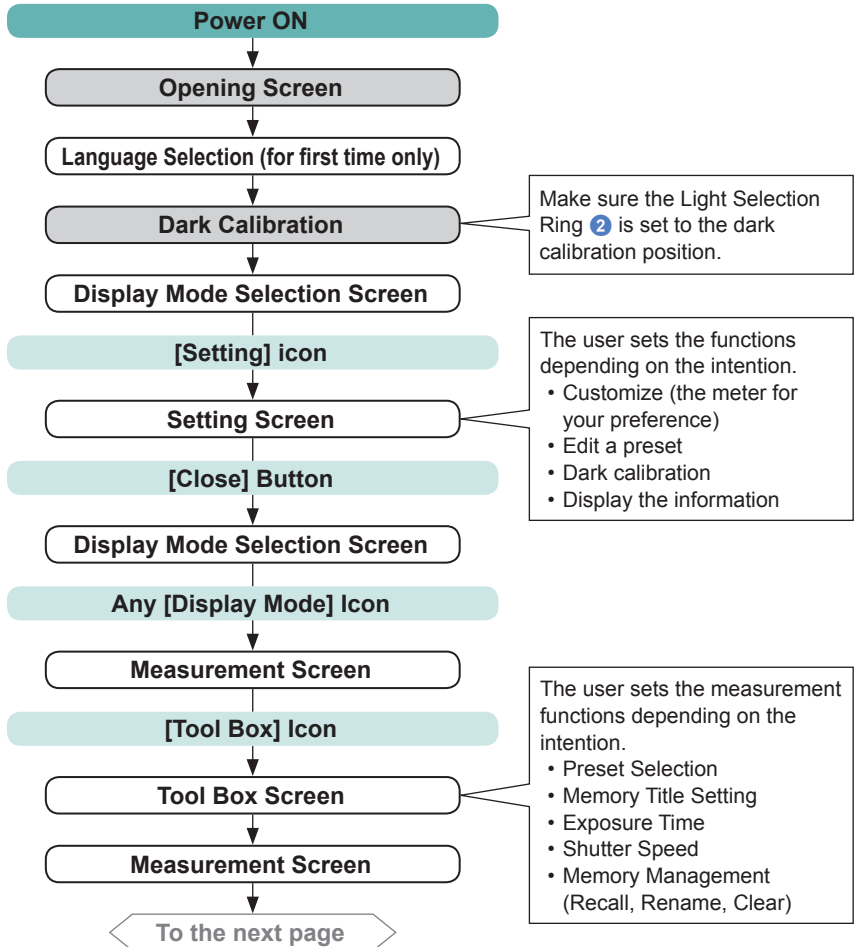 Power ON
Opening Screen
Language Selection (for first time only)
Dark Calibration
Make sure the Light Selection
Ring 2 is set to the dark
calibration position.
Display Mode Selection Screen
[Setting] icon
Setting Screen
The user sets the functions
depending on the intention.
• Customize (the meter for
your preference)
• Edit a preset
• Dark calibration
• Display the information
[Close] Button
Display Mode Selection Screen
Any [Display Mode] Icon
Measurement Screen
[Tool Box] Icon
Tool Box Screen
The user sets the measurement
functions depending on the
intention.
• Preset Selection
• Memory Title Setting
• Exposure Time
• Shutter Speed
• Memory Management
(Recall, Rename, Clear)
Measurement Screen
To the next page